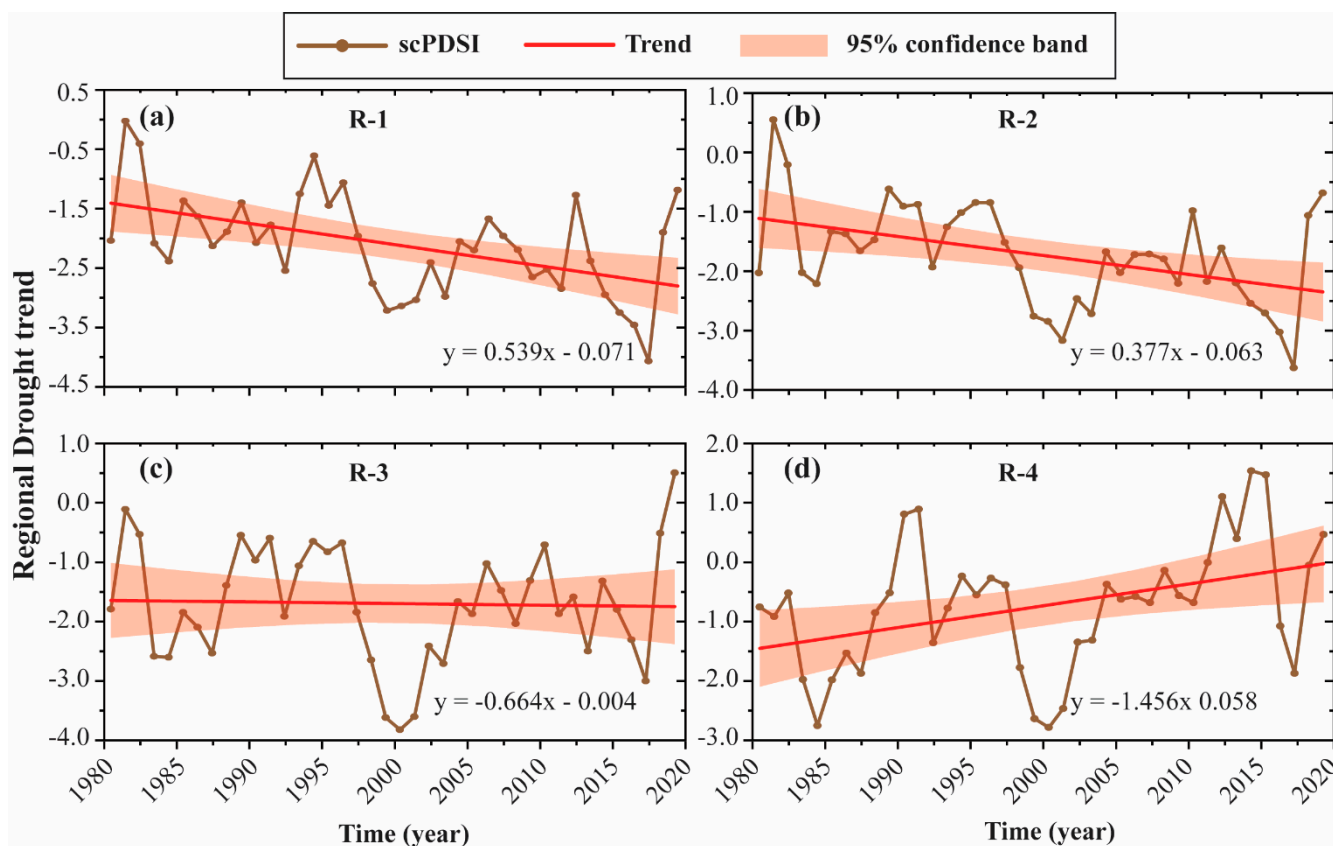 scPDSI Trend 95% confidence band
Regional Drought trend
(a) R-1
0.5
-0.5
-1.5
-2.5
-3.5
-4.5
y = 0.539x - 0.071
(b) R-2
1.0
0.0
-1.0
-2.0
-3.0
-4.0
y = 0.377x - 0.063
(c) R-3
1.0
0.0
-1.0
-2.0
-3.0
-4.0
y = -0.664x - 0.004
1980 1985 1990 1995 2000 2005 2010 2015 2020
Time (year)
(d) R-4
2.0
1.0
0.0
-1.0
-2.0
-3.0
y = -1.456x 0.058
1980 1985 1990 1995 2000 2005 2010 2015 2020
Time (year)